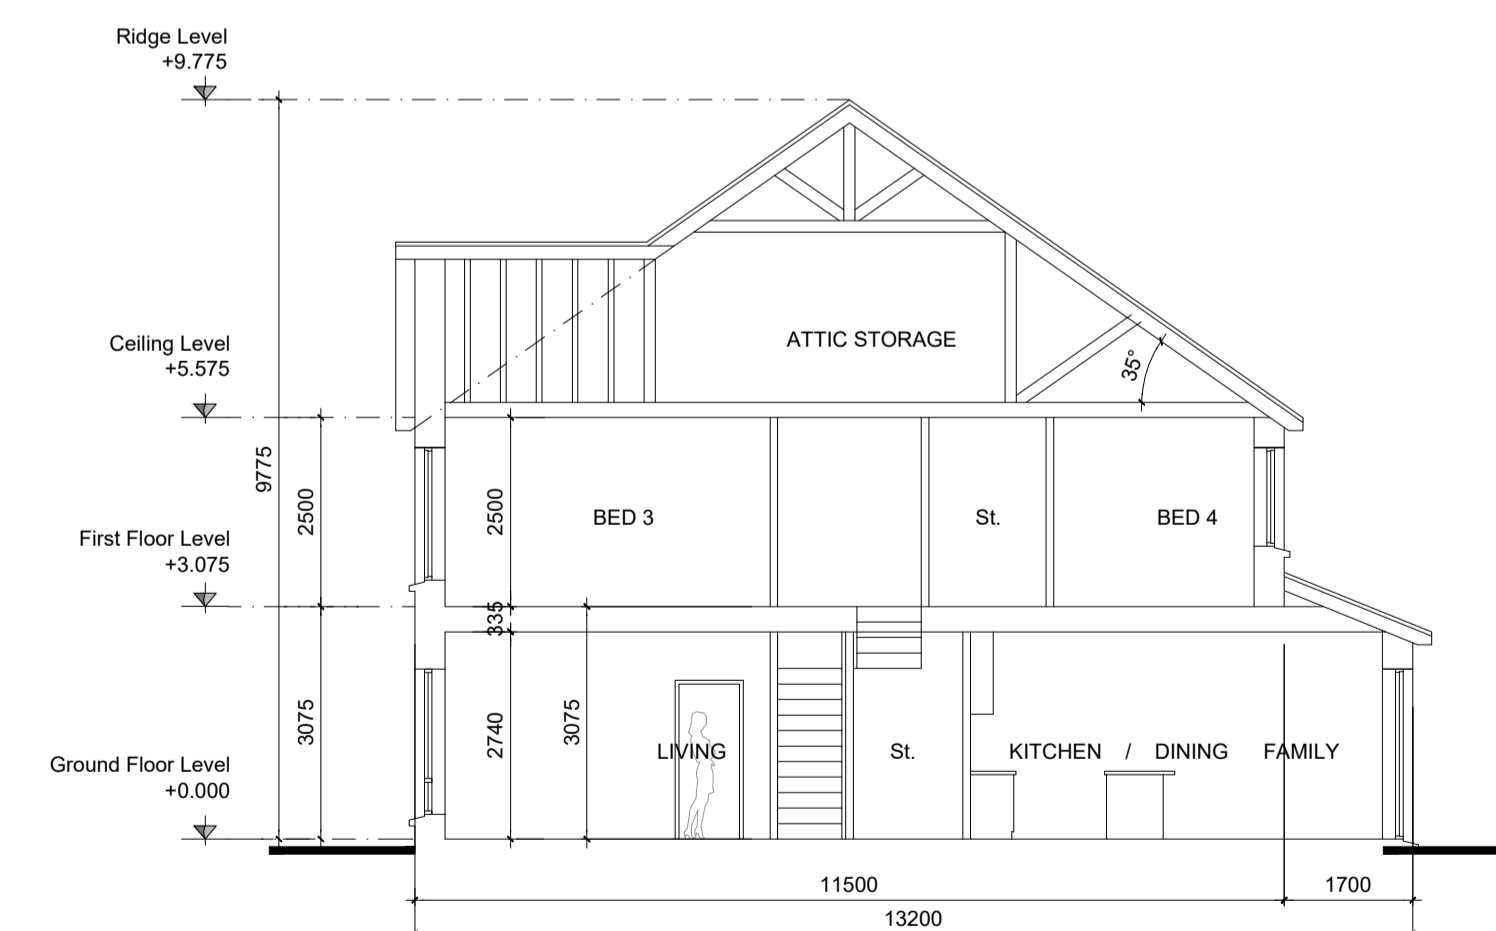 Ridge Level
+9.775
Ceiling Level
+5.575
ATTIC STORAGE
35°
9775
2500
2500
BED 3
St.
BED 4
First Floor Level
+3.075
335
3075
2740
3075
LIVING
St.
KITCHEN / DINING FAMILY
Ground Floor Level
+0.000
11500
1700
13200